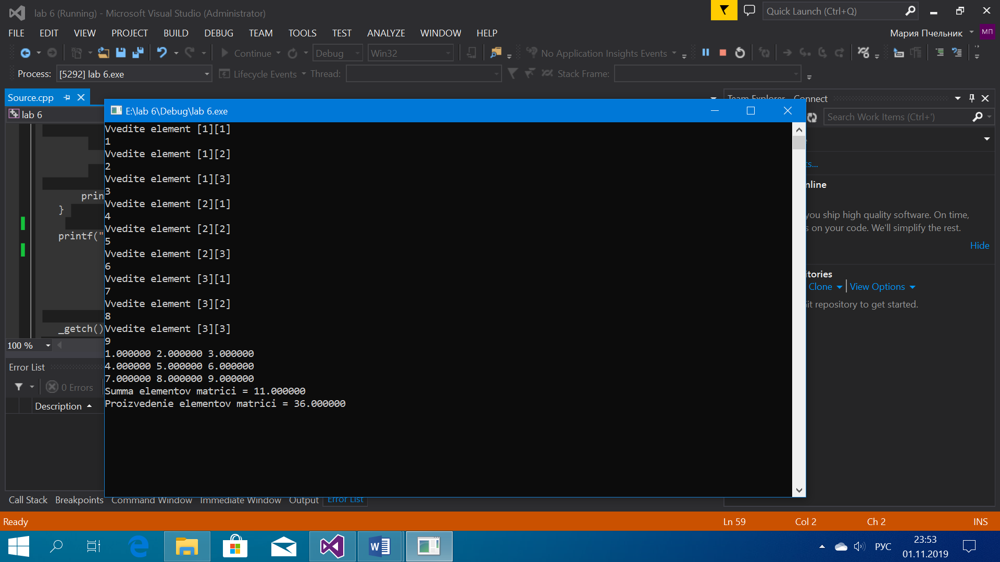 lab 6 (Running) - Microsoft Visual Studio (Administrator)
Quick Launch (Ctrl+Q)
FILE EDIT VIEW PROJECT BUILD DEBUG TEAM TOOLS TEST ANALYZE WINDOW HELP
Мария Пчельник
МП
Continue Debug Win32 No Application Insights Events
Process: [5292] lab 6.exe Lifecycle Events Thread: Stack Frame:
Source.cpp
lab 6
prin
}
printf("
_getch()
100 %
E:\lab 6\Debug\lab 6.exe
Vvedite element [1][1]
1
Vvedite element [1][2]
2
Vvedite element [1][3]
3
Vvedite element [2][1]
4
Vvedite element [2][2]
5
Vvedite element [2][3]
6
Vvedite element [3][1]
7
Vvedite element [3][2]
8
Vvedite element [3][3]
9
1.000000 2.000000 3.000000
4.000000 5.000000 6.000000
7.000000 8.000000 9.000000
Summa elementov matrici = 11.000000
Proizvedenie elementov matrici = 36.000000
Team Explorer - Connect
Search Work Items (Ctrl+')
ts...
nline
you ship high quality software. On time,
s on your code. We'll simplify the rest.
Hide
itories
Clone View Options
it repository to get started.
Error List
0 Errors
Description
Call Stack Breakpoints Command Window Immediate Window Output Error List
Ready Ln 59 Col 2 Ch 2 INS
РУС
23:53
01.11.2019